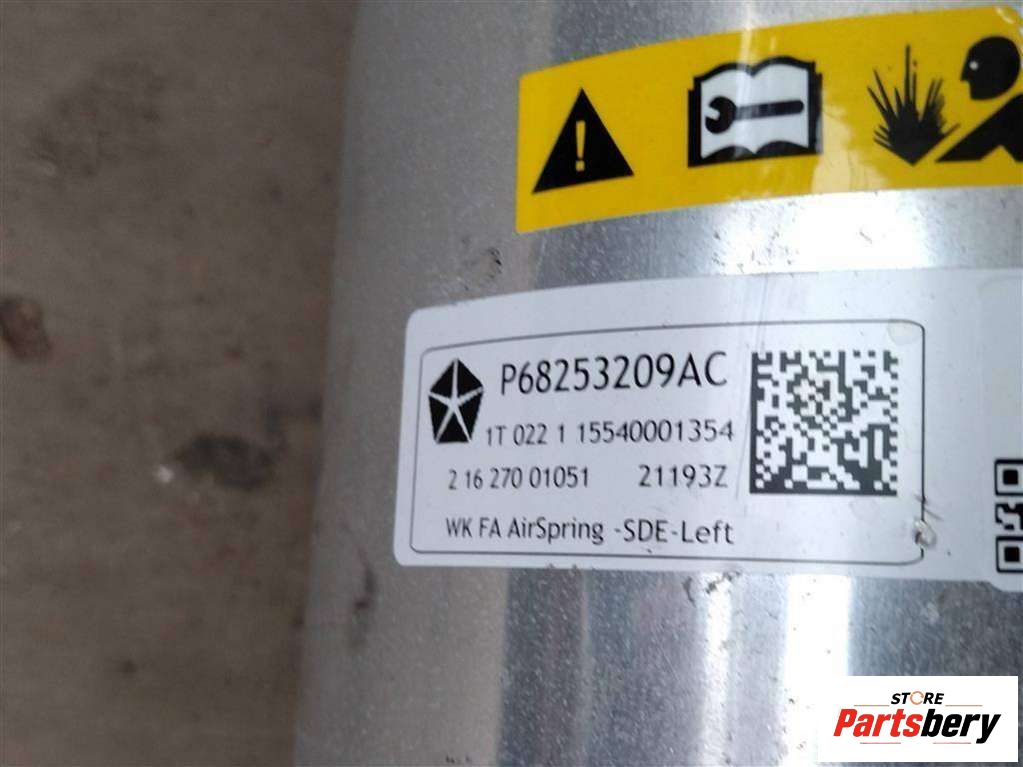 P68253209AC
1T 022 1 15540001354
2 16 270 01051 21193Z
WK FA AirSpring -SDE-Left
STORE
Partsbery